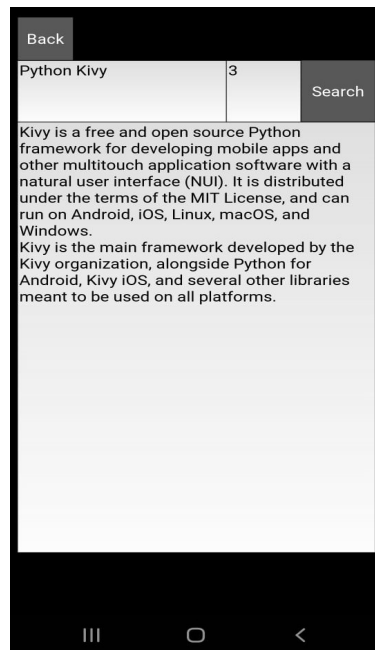 Back
Python Kivy
3
Search
Kivy is a free and open source Python
framework for developing mobile apps and
other multitouch application software with a
natural user interface (NUI). It is distributed
under the terms of the MIT License, and can
run on Android, iOS, Linux, macOS, and
Windows.
Kivy is the main framework developed by the
Kivy organization, alongside Python for
Android, Kivy iOS, and several other libraries
meant to be used on all platforms.